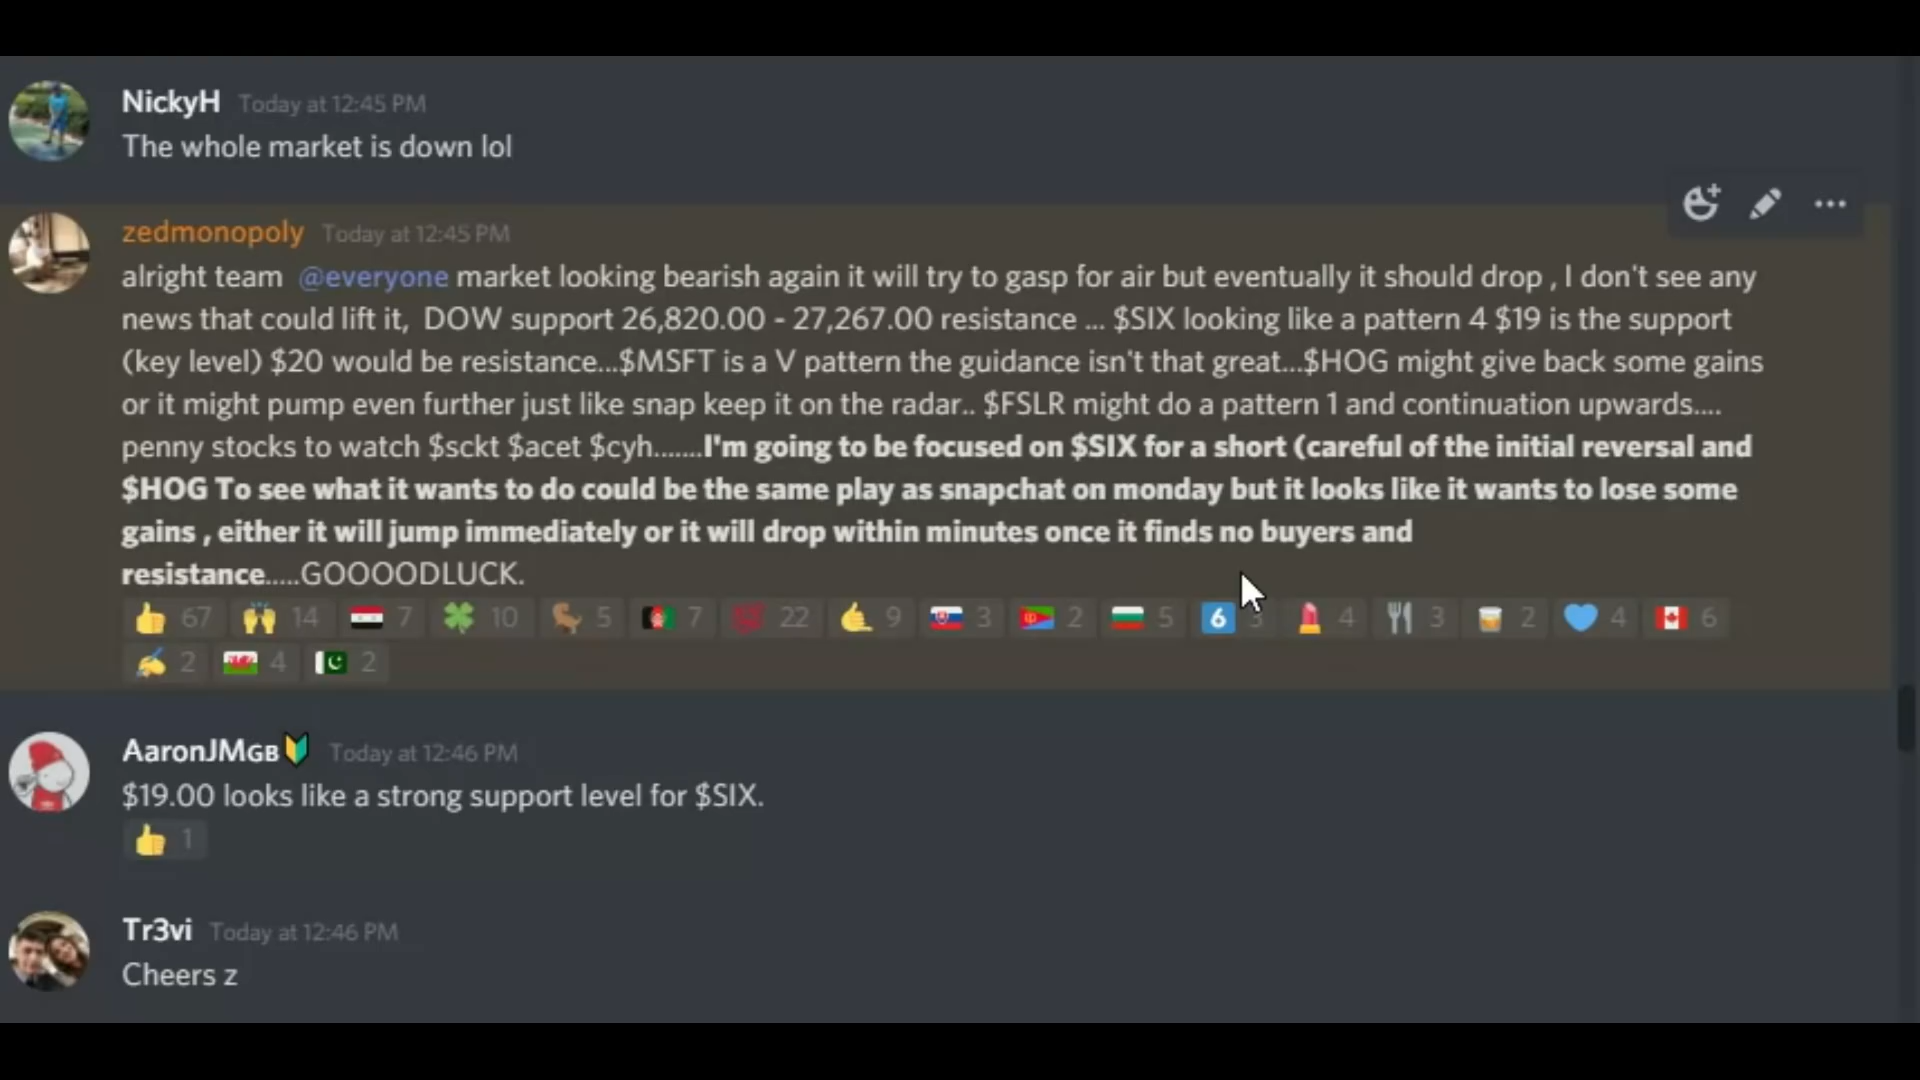 NickyH Today at 12:45 PM
The whole market is down lol
zedmonopoly Today at 12:45 PM
alright team @everyone market looking bearish again it will try to gasp for air but eventually it should drop , I don't see any
news that could lift it, DOW support 26,820.00 - 27,267.00 resistance ... $SIX looking like a pattern 4 $19 is the support
(key level) $20 would be resistance...$MSFT is a V pattern the guidance isn't that great...$HOG might give back some gains
or it might pump even further just like snap keep it on the radar.. $FSLR might do a pattern 1 and continuation upwards....
penny stocks to watch $sckt $acet $cyh.......I'm going to be focused on $SIX for a short (careful of the initial reversal and
$HOG To see what it wants to do could be the same play as snapchat on monday but it looks like it wants to lose some
gains , either it will jump immediately or it will drop within minutes once it finds no buyers and
resistance.....GOOOODLUCK.
67 14 7 10 5 7 22 9 3 2 5 6 3 4 3 2 4 6
2 4 2
AaronJMGB Today at 12:46 PM
$19.00 looks like a strong support level for $SIX.
1
Tr3vi Today at 12:46 PM
Cheers z